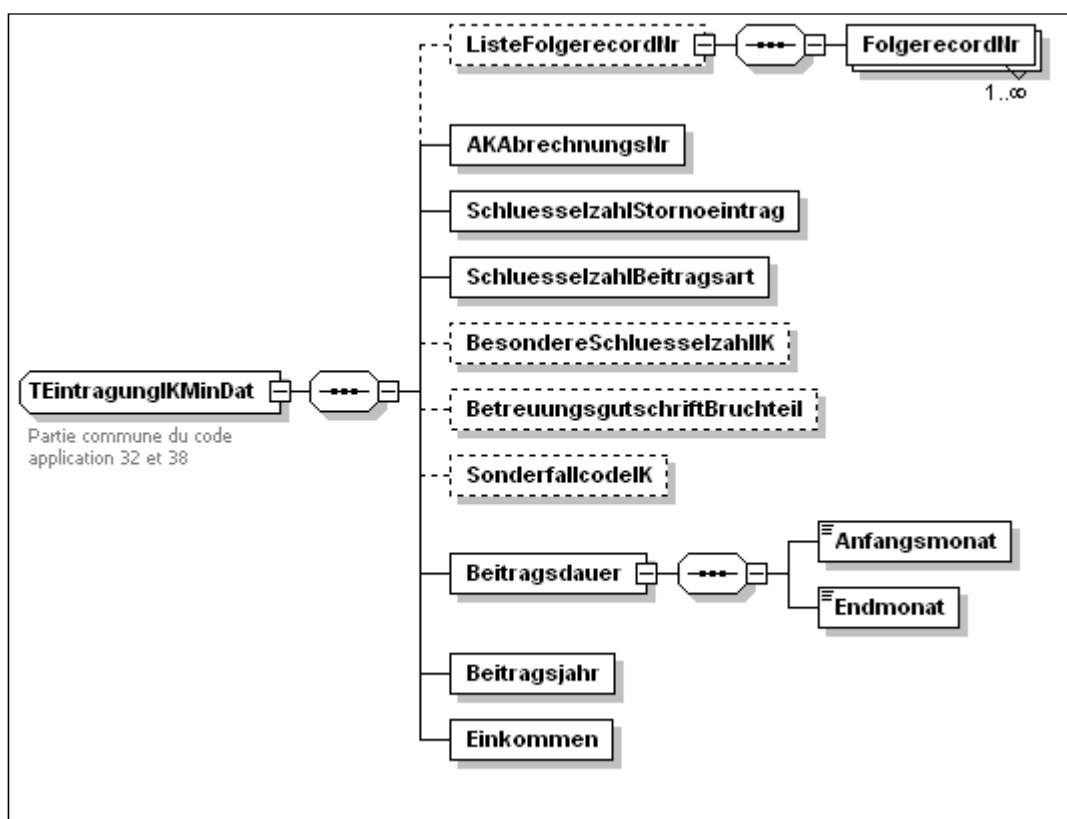 ListeFolgerecordNr
FolgerecordNr
1..∞
AKAbrechnungsNr
SchluesselzahlStornoeintrag
SchluesselzahlBeitragsart
BesondereSchluesselzahlIK
TEintragungIKMinDat
Partie commune du code
application 32 et 38
BetreuungsgutschriftBruchteil
SonderfallcodeIK
Beitragsdauer
Anfangsmonat
Endmonat
Beitragsjahr
Einkommen